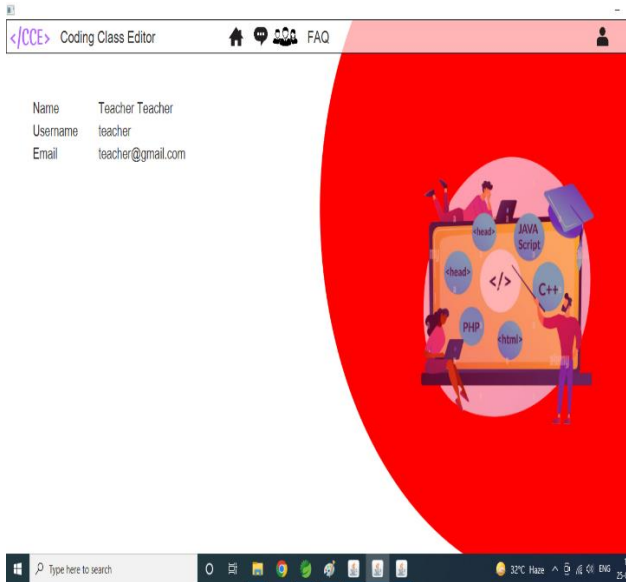 </CCE> Coding Class Editor FAQ
Name Teacher Teacher
Username teacher
Email teacher@gmail.com
<head>
JAVA
Script
<head>
</>
C++
PHP
<html>
Type here to search 32°C Haze ENG